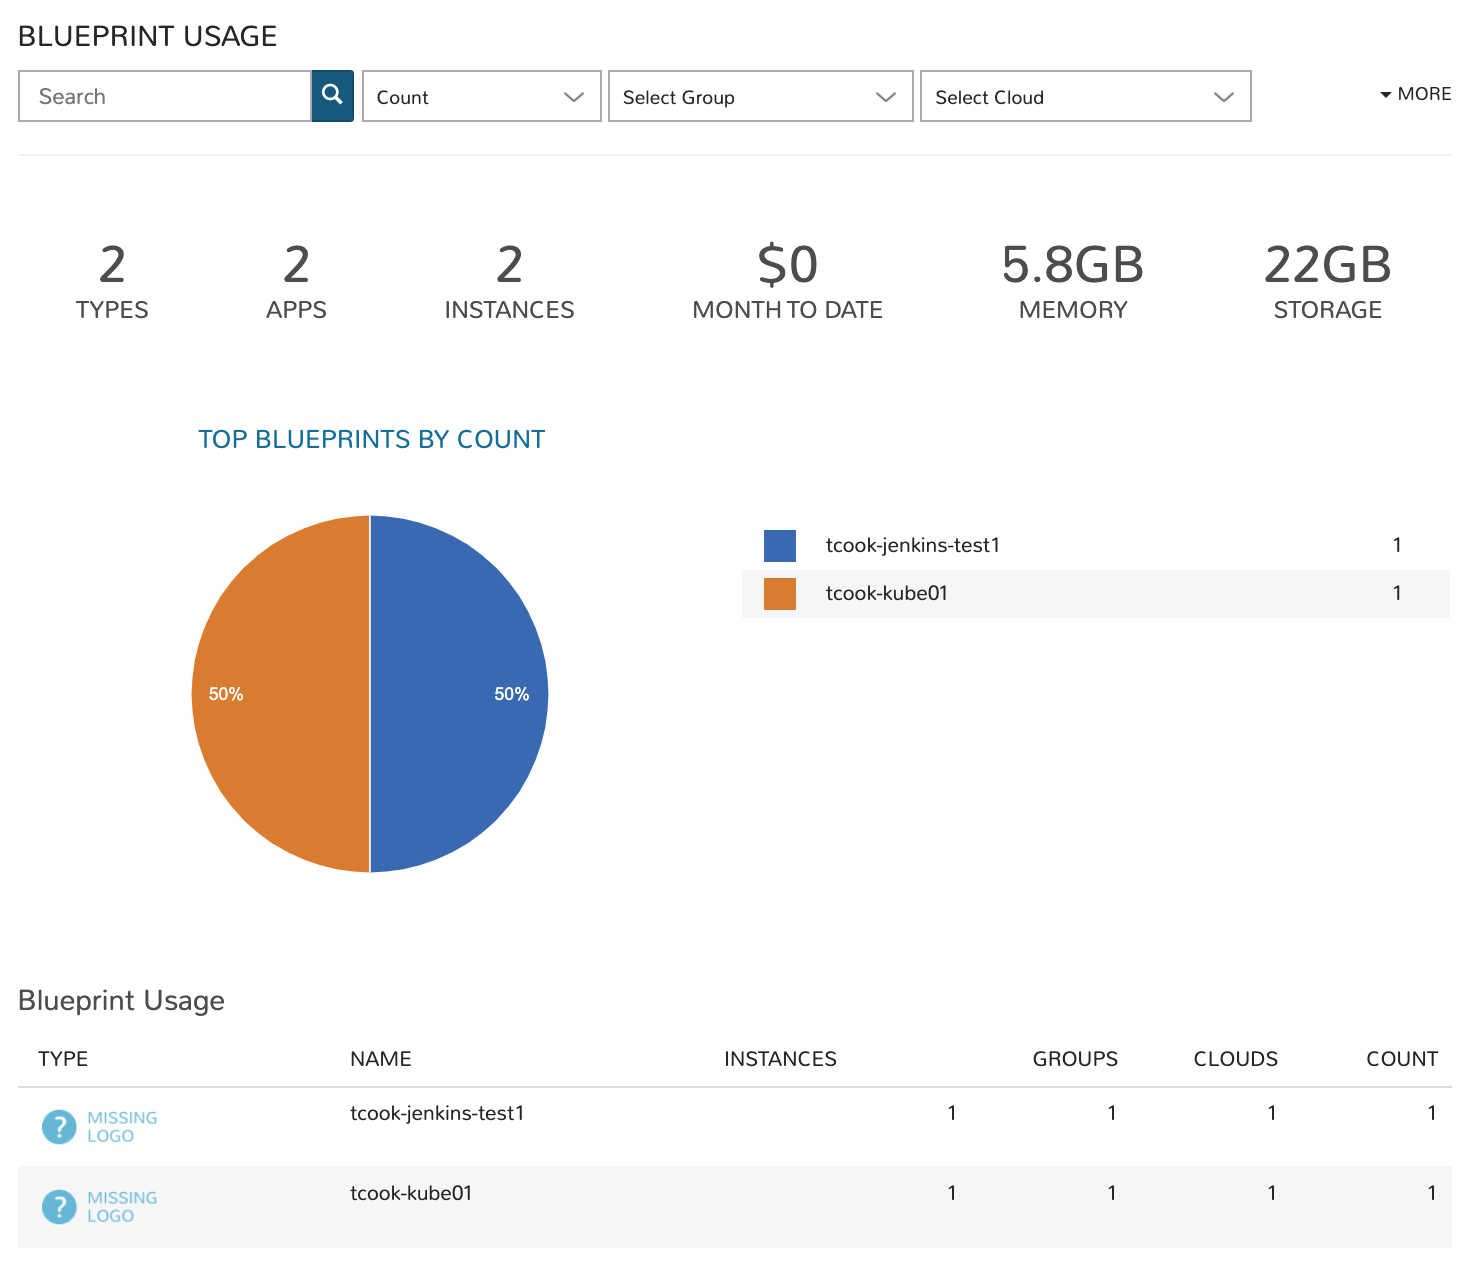 BLUEPRINT USAGE
Search Count Select Group Select Cloud MORE
2 2 2 $0 5.8GB 22GB
TYPES APPS INSTANCES MONTH TO DATE MEMORY STORAGE
TOP BLUEPRINTS BY COUNT
tcook-jenkins-test1 1
tcook-kube01 1
50% 50%
Blueprint Usage
TYPE NAME INSTANCES GROUPS CLOUDS COUNT
? MISSING LOGO tcook-jenkins-test1 1 1 1 1
? MISSING LOGO tcook-kube01 1 1 1 1